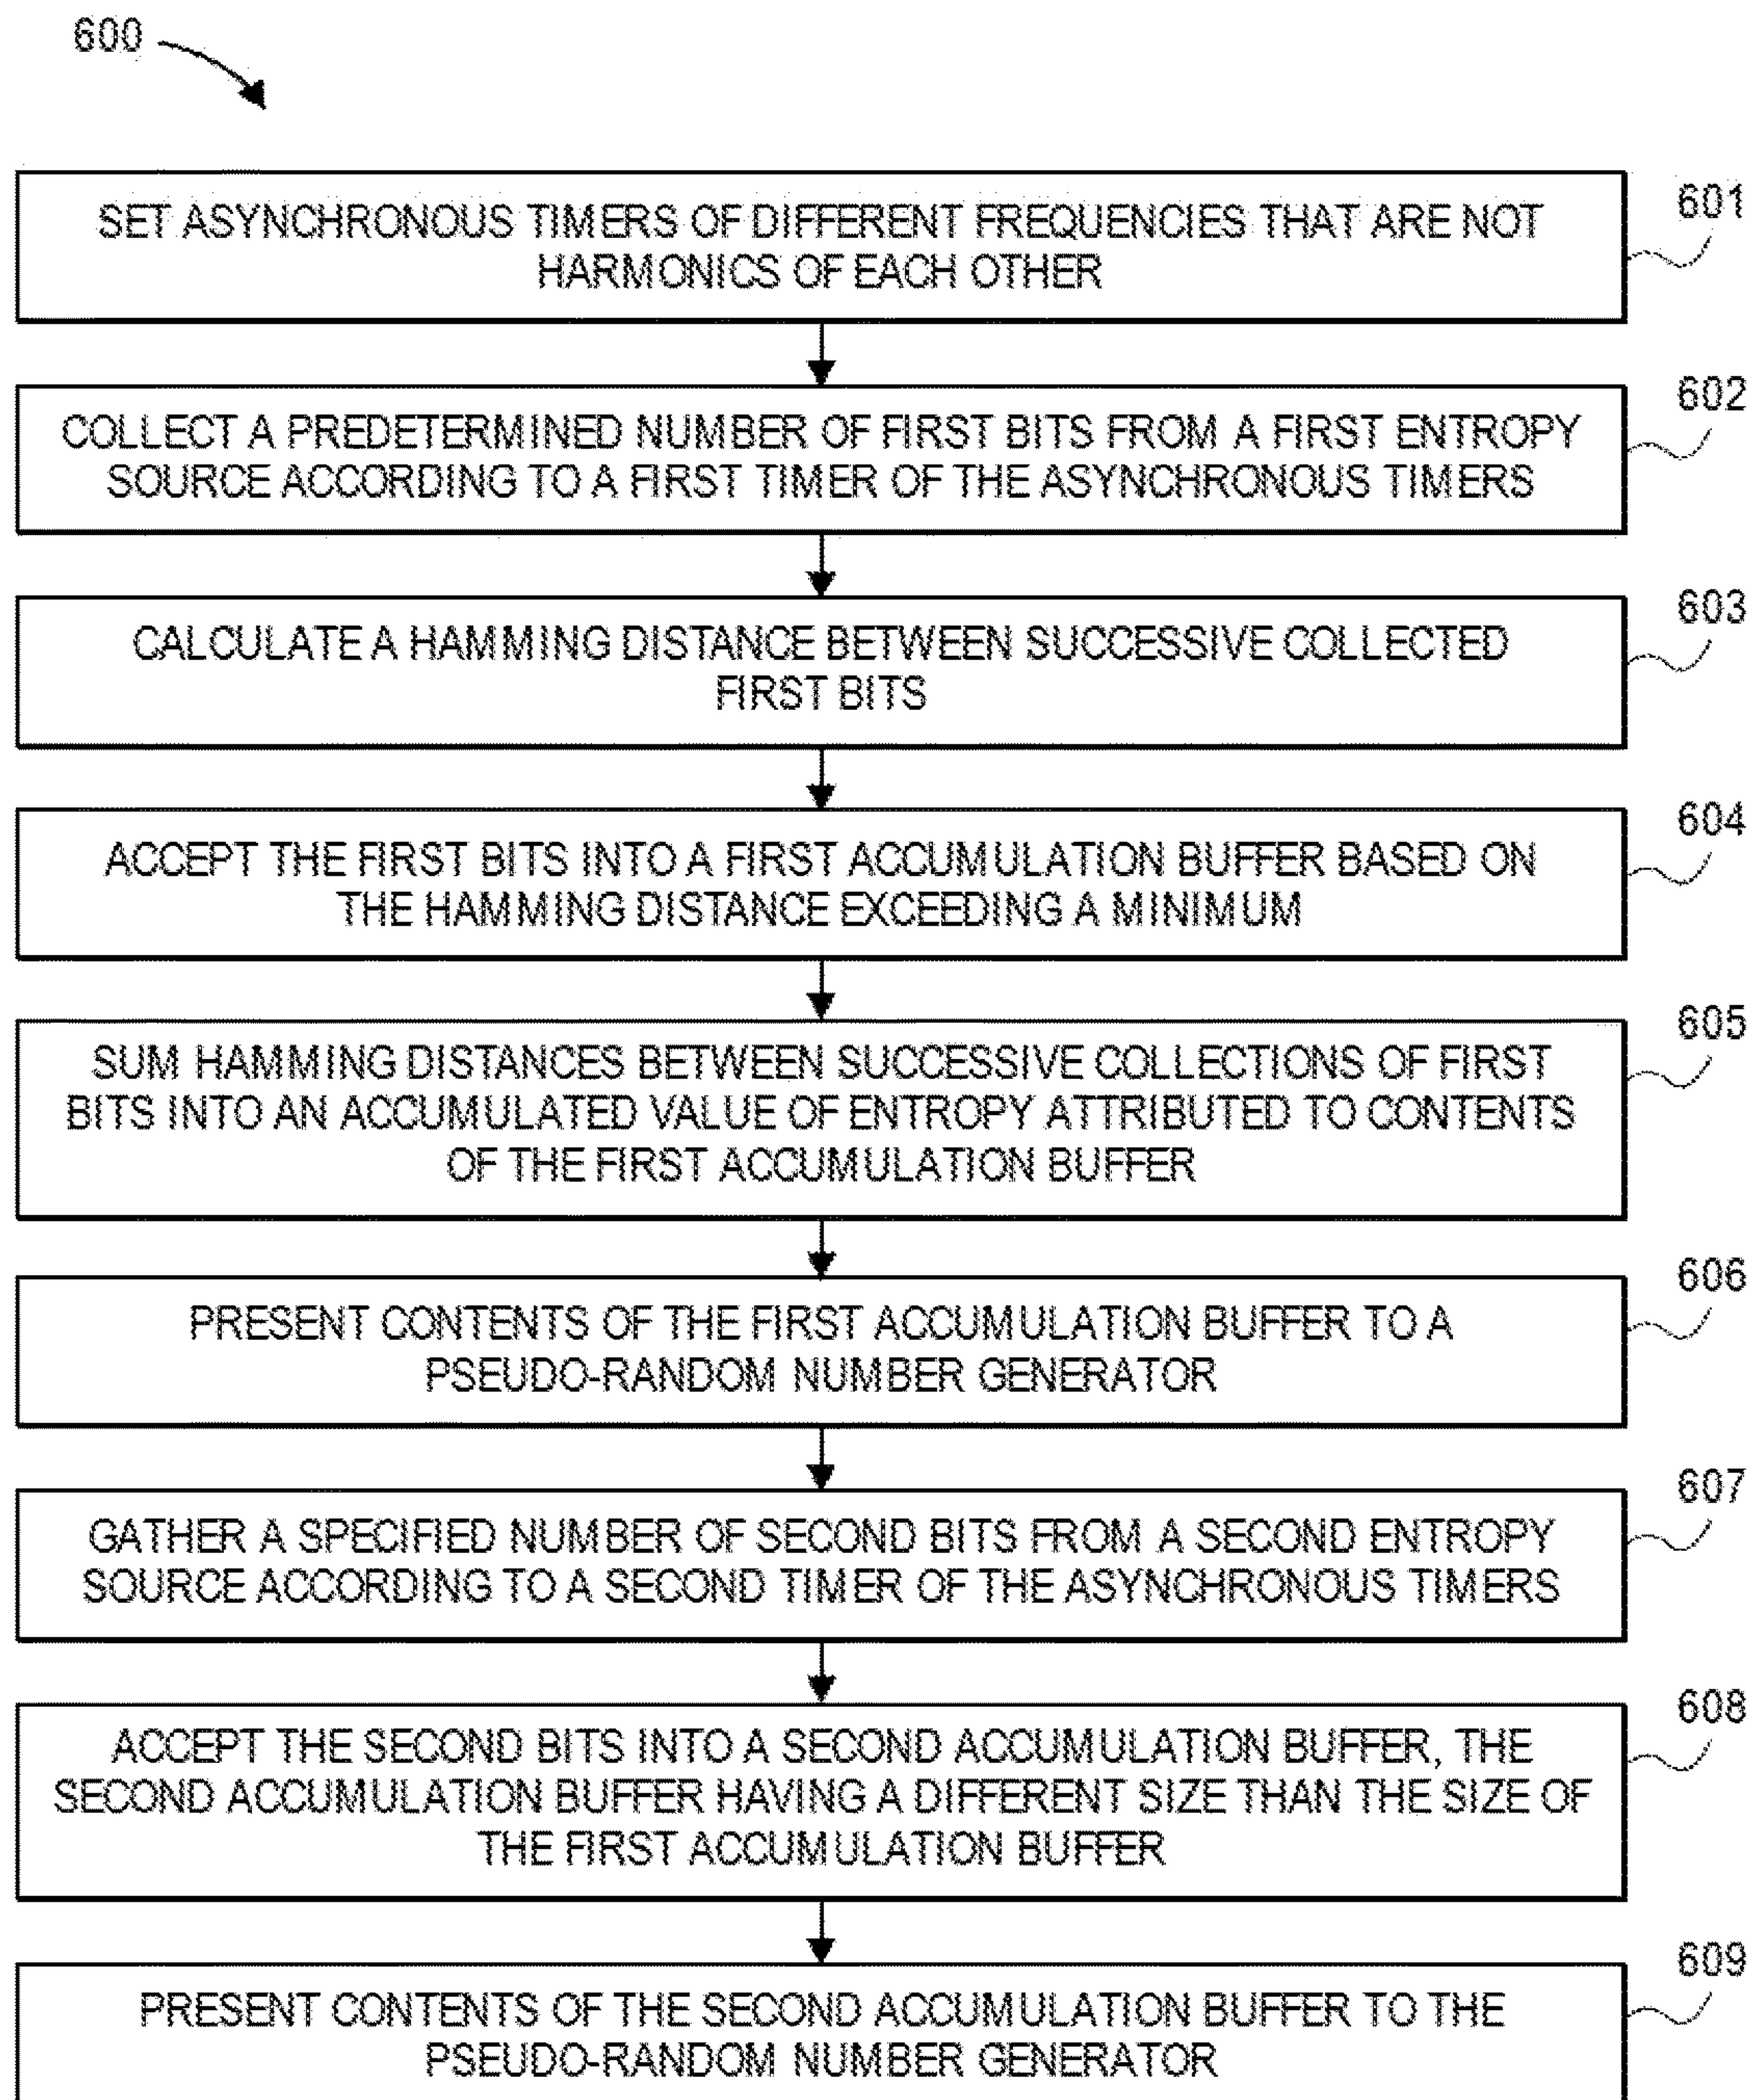 600
601
SET ASYNCHRONOUS TIMERS OF DIFFERENT FREQUENCIES THAT ARE NOT
HARMONICS OF EACH OTHER
602
COLLECT A PREDETERMINED NUMBER OF FIRST BITS FROM A FIRST ENTROPY
SOURCE ACCORDING TO A FIRST TIMER OF THE ASYNCHRONOUS TIMERS
603
CALCULATE A HAMMING DISTANCE BETWEEN SUCCESSIVE COLLECTED
FIRST BITS
604
ACCEPT THE FIRST BITS INTO A FIRST ACCUMULATION BUFFER BASED ON
THE HAMMING DISTANCE EXCEEDING A MINIMUM
605
SUM HAMMING DISTANCES BETWEEN SUCCESSIVE COLLECTIONS OF FIRST
BITS INTO AN ACCUMULATED VALUE OF ENTROPY ATTRIBUTED TO CONTENTS
OF THE FIRST ACCUMULATION BUFFER
606
PRESENT CONTENTS OF THE FIRST ACCUMULATION BUFFER TO A
PSEUDO-RANDOM NUMBER GENERATOR
607
GATHER A SPECIFIED NUMBER OF SECOND BITS FROM A SECOND ENTROPY
SOURCE ACCORDING TO A SECOND TIMER OF THE ASYNCHRONOUS TIMERS
608
ACCEPT THE SECOND BITS INTO A SECOND ACCUMULATION BUFFER, THE
SECOND ACCUMULATION BUFFER HAVING A DIFFERENT SIZE THAN THE SIZE OF
THE FIRST ACCUMULATION BUFFER
609
PRESENT CONTENTS OF THE SECOND ACCUMULATION BUFFER TO THE
PSEUDO-RANDOM NUMBER GENERATOR